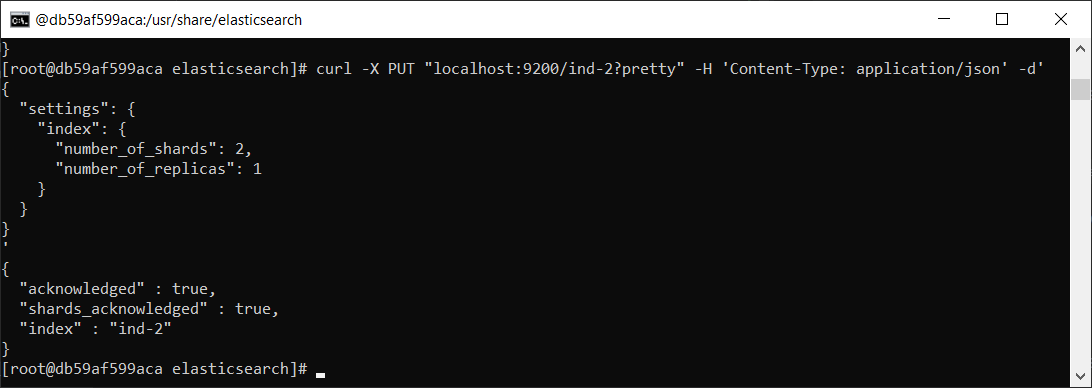 @db59af599aca:/usr/share/elasticsearch
}
[root@db59af599aca elasticsearch]# curl -X PUT "localhost:9200/ind-2?pretty" -H 'Content-Type: application/json' -d'
{
  "settings": {
    "index": {
      "number_of_shards": 2,
      "number_of_replicas": 1
    }
  }
}
'
{
  "acknowledged" : true,
  "shards_acknowledged" : true,
  "index" : "ind-2"
}
[root@db59af599aca elasticsearch]#